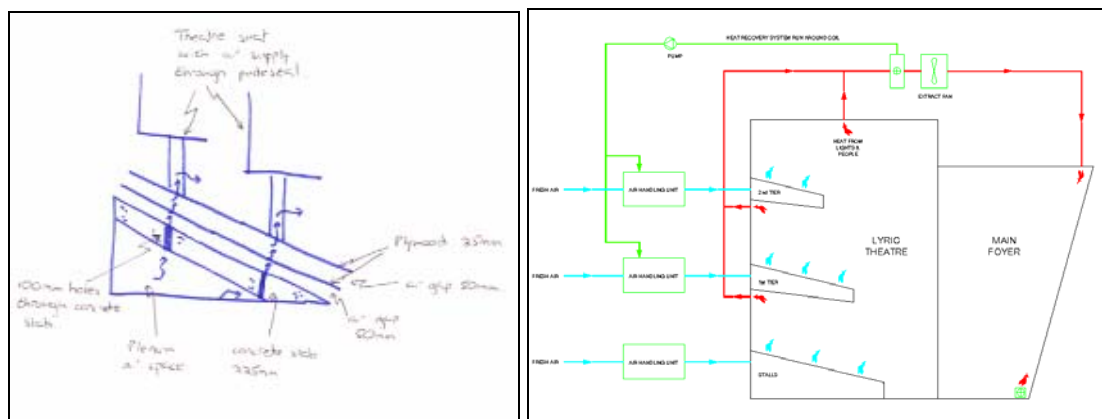 Theatre seat
with air supply
through pedestal
Plywood 25mm
air gap 50mm
100mm holes
through concrete
slab
air gap
50mm
Plenum
air space
concrete slab
225mm
HEAT RECOVERY SYSTEM RUN AROUND COIL
PUMP
EXTRACT FAN
HEAT FROM
LIGHTS &
PEOPLE
FRESH AIR
AIR HANDLING UNIT
2nd TIER
LYRIC
THEATRE
MAIN
FOYER
FRESH AIR
AIR HANDLING UNIT
1st TIER
FRESH AIR
AIR HANDLING UNIT
STALLS